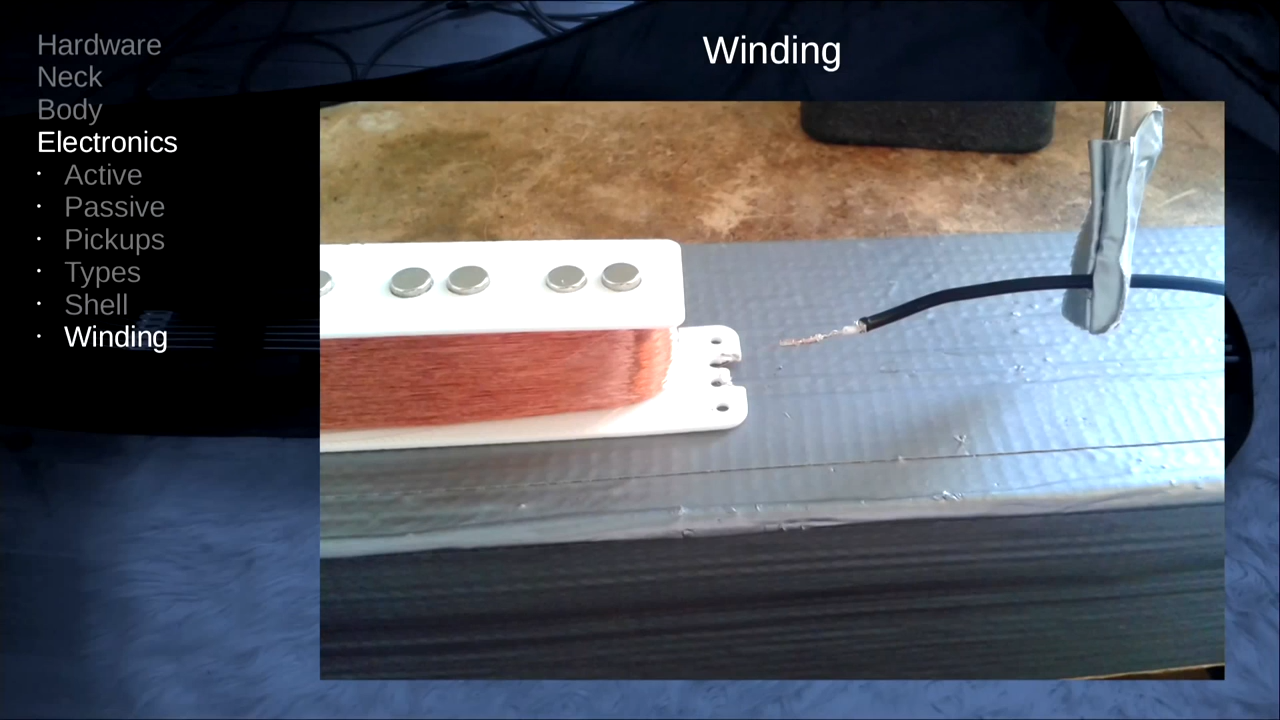 Winding
Hardware
Neck
Body
Electronics
· Active
· Passive
· Pickups
· Types
· Shell
· Winding